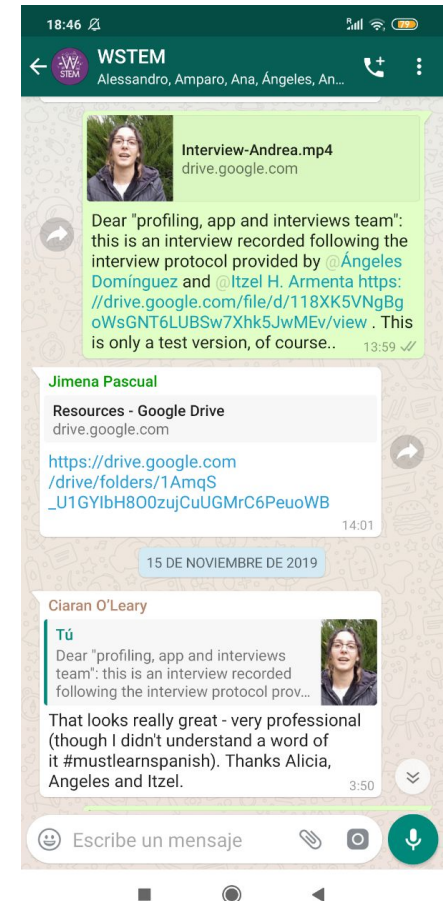 18:46
79
WSTEM
W
STEM
Alessandro, Amparo, Ana, Ángeles, An...
Interview-Andrea.mp4
drive.google.com
Dear "profiling, app and interviews team":
this is an interview recorded following the
interview protocol provided by @Ángeles
Domínguez and @Itzel H. Armenta https:
//drive.google.com/file/d/118XK5VNgBg
oWsGNT6LUBSw7Xhk5JwMEv/view . This
is only a test version, of course.. 13:59
Jimena Pascual
Resources - Google Drive
drive.google.com
https://drive.google.com
/drive/folders/1AmqS
_U1GYIbH8O0zujCuUGMrC6PeuoWB
14:01
15 DE NOVIEMBRE DE 2019
Ciaran O'Leary
Tú
Dear "profiling, app and interviews
team": this is an interview recorded
following the interview protocol prov...
That looks really great - very professional
(though I didn't understand a word of
it #mustlearnspanish). Thanks Alicia,
Angeles and Itzel. 3:50
Escribe un mensaje